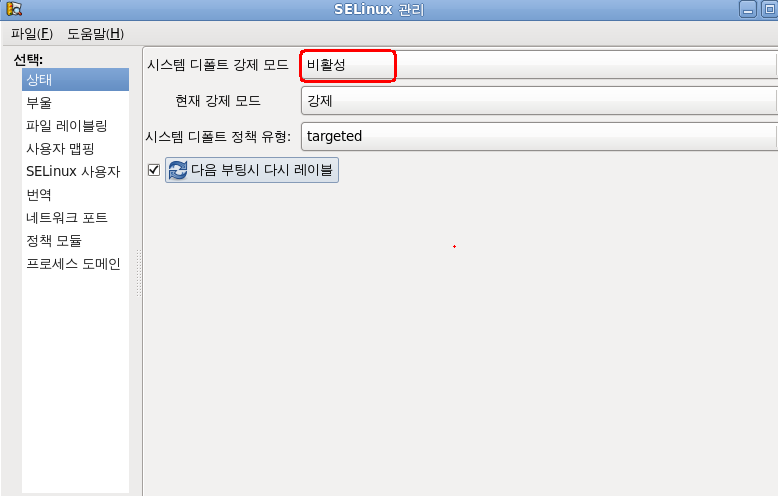 SELinux 관리
파일(F) 도움말(H)
선택:
상태
부울
파일 레이블링
사용자 맵핑
SELinux 사용자
번역
네트워크 포트
정책 모듈
프로세스 도메인
시스템 디폴트 강제 모드 비활성
현재 강제 모드 강제
시스템 디폴트 정책 유형: targeted
다음 부팅시 다시 레이블